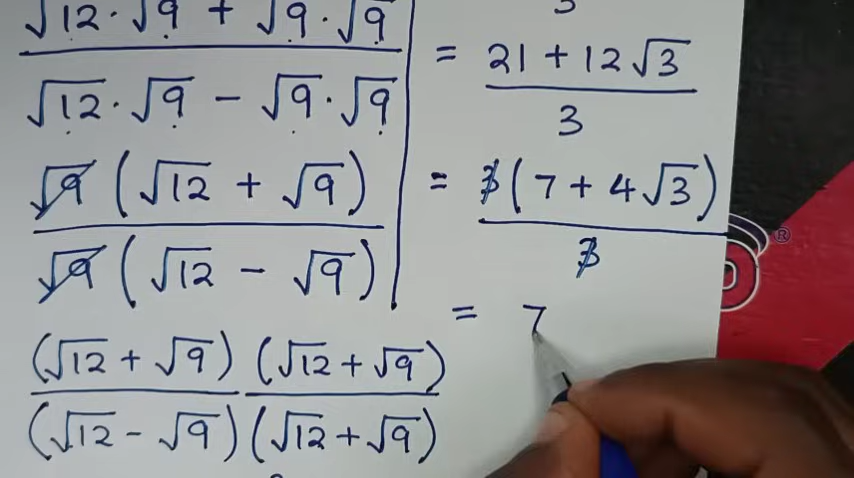 √12 · √9 + √9 · √9
√12 · √9 − √9 · √9
√9 (√12 + √9)
√9 (√12 − √9)
(√12 + √9) (√12 + √9)
(√12 − √9) (√12 + √9)
3
= 21 + 12√3
3
= 3(7 + 4√3)
3
= 7
®